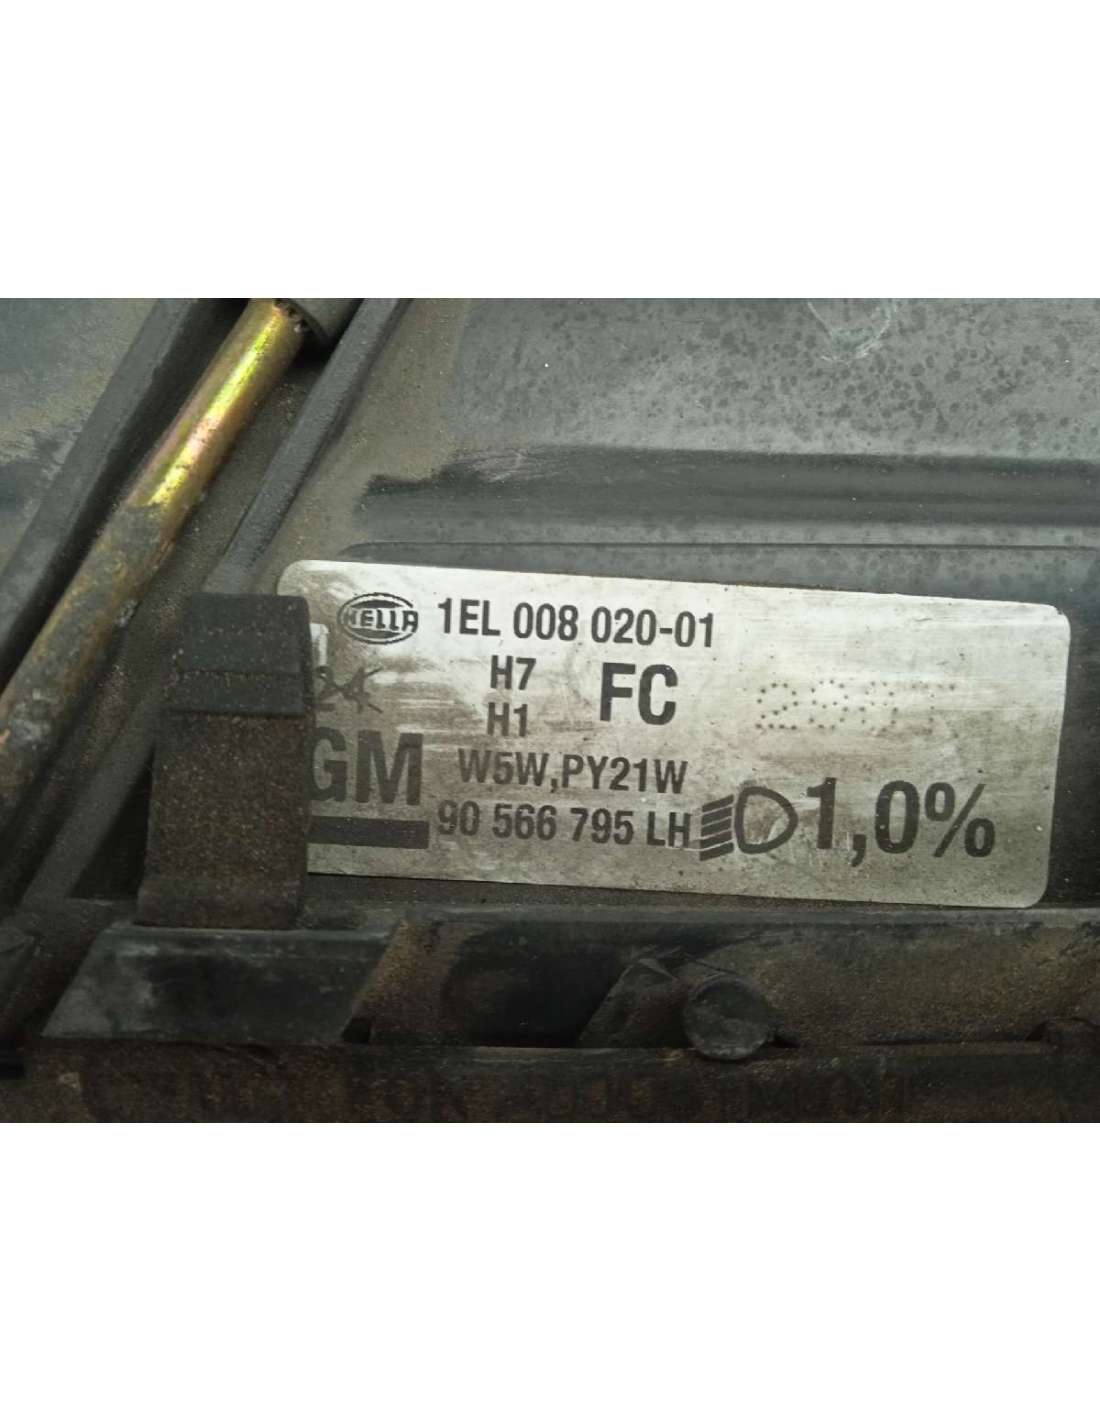 HELLA 1EL 008 020-01
H7 FC
H1
GM W5W,PY21W
90 566 795 LH 1,0%